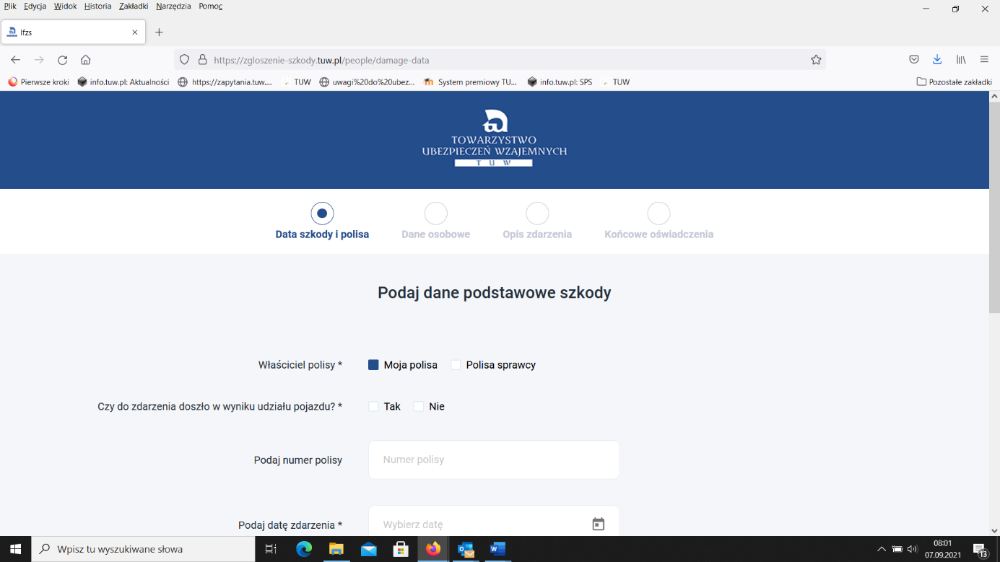 Plik Edycja Widok Historia Zakładki Narzędzia Pomoc
lfzs
https://zgloszenie-szkody.tuw.pl/people/damage-data
Pierwsze kroki info.tuw.pl: Aktualności https://zapytania.tuw.... TUW uwagi%20do%20ubez... System premiowy TU... info.tuw.pl: SPS TUW Pozostałe zakładki
TOWARZYSTWO
UBEZPIECZEŃ WZAJEMNYCH
T U W
Data szkody i polisa Dane osobowe Opis zdarzenia Końcowe oświadczenia
Podaj dane podstawowe szkody
Właściciel polisy * Moja polisa Polisa sprawcy
Czy do zdarzenia doszło w wyniku udziału pojazdu? * Tak Nie
Podaj numer polisy Numer polisy
Podaj datę zdarzenia * Wybierz datę
Wpisz tu wyszukiwane słowa
08:01
07.09.2021
13